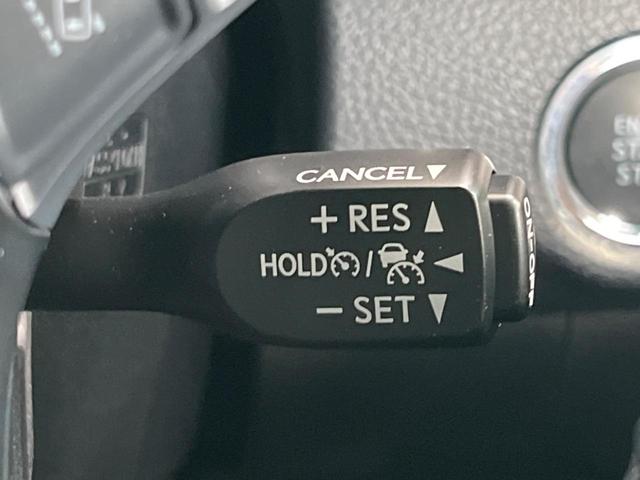 CANCEL▼
+ RES ▲
HOLD / ◀
− SET ▼
ON·OFF